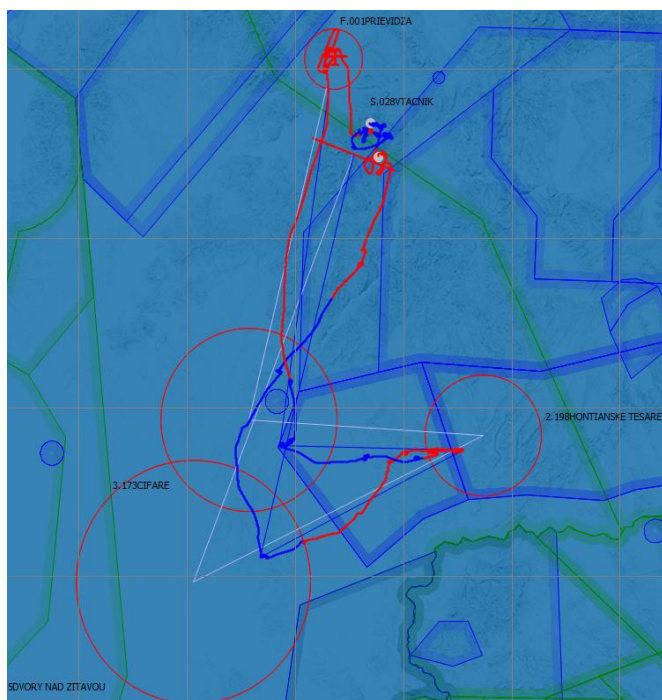 F.001PRIEVIDZA
S.028VTACNIK
2.198HONTIANSKE TESARE
3.173CIFARE
5DVORY NAD ZITAVOU